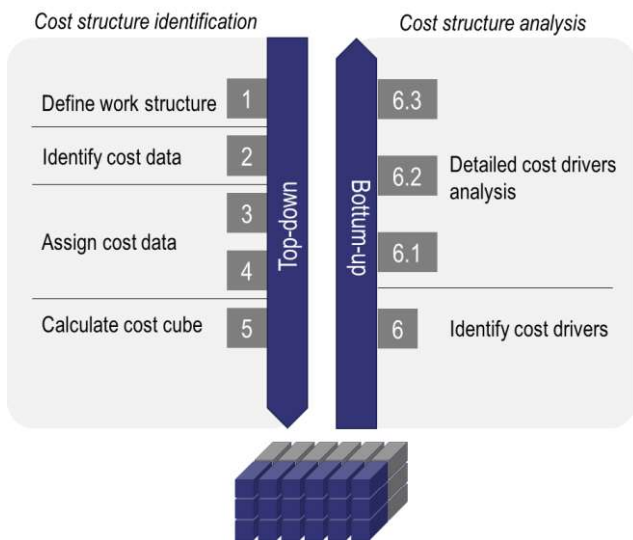 Cost structure identification
Define work structure
1
Identify cost data
2
Assign cost data
3
4
Calculate cost cube
5
Top-down
Cost structure analysis
Bottum-up
6.3
6.2
Detailed cost drivers
analysis
6.1
6
Identify cost drivers